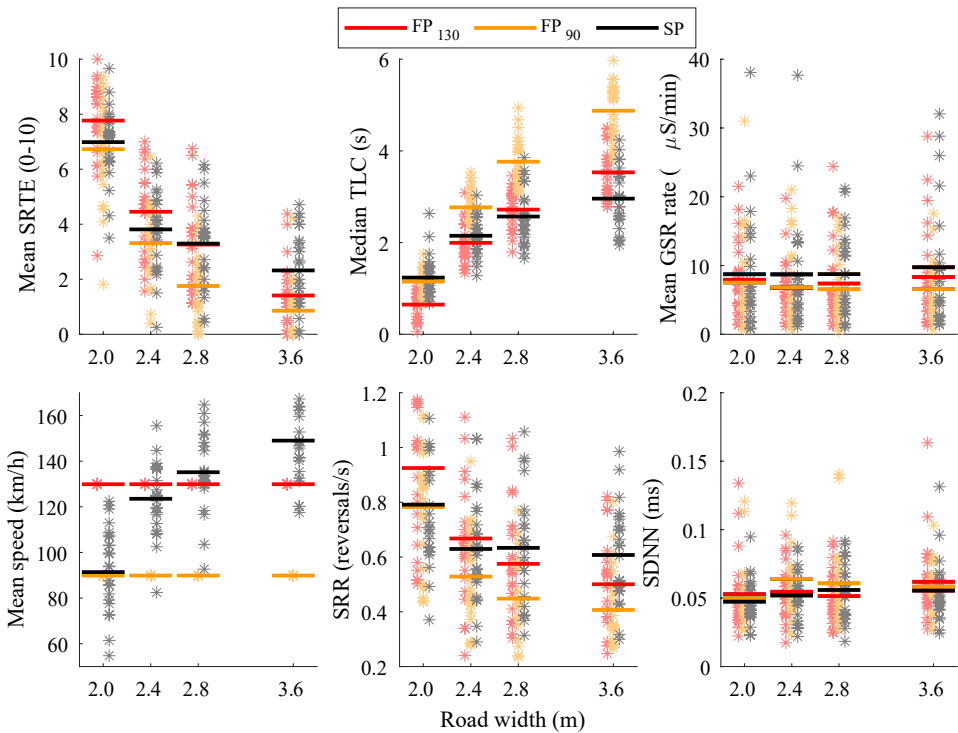 FP 130 FP 90 SP
Mean SRTE (0-10)
10
8
6
4
2
0
2.0 2.4 2.8 3.6
Median TLC (s)
6
4
2
0
2.0 2.4 2.8 3.6
Mean GSR rate ( μS/min)
40
30
20
10
0
2.0 2.4 2.8 3.6
Mean speed (km/h)
160
140
120
100
80
60
2.0 2.4 2.8 3.6
SRR (reversals/s)
1.2
1
0.8
0.6
0.4
0.2
2.0 2.4 2.8 3.6
SDNN (ms)
0.2
0.15
0.1
0.05
0
2.0 2.4 2.8 3.6
Road width (m)